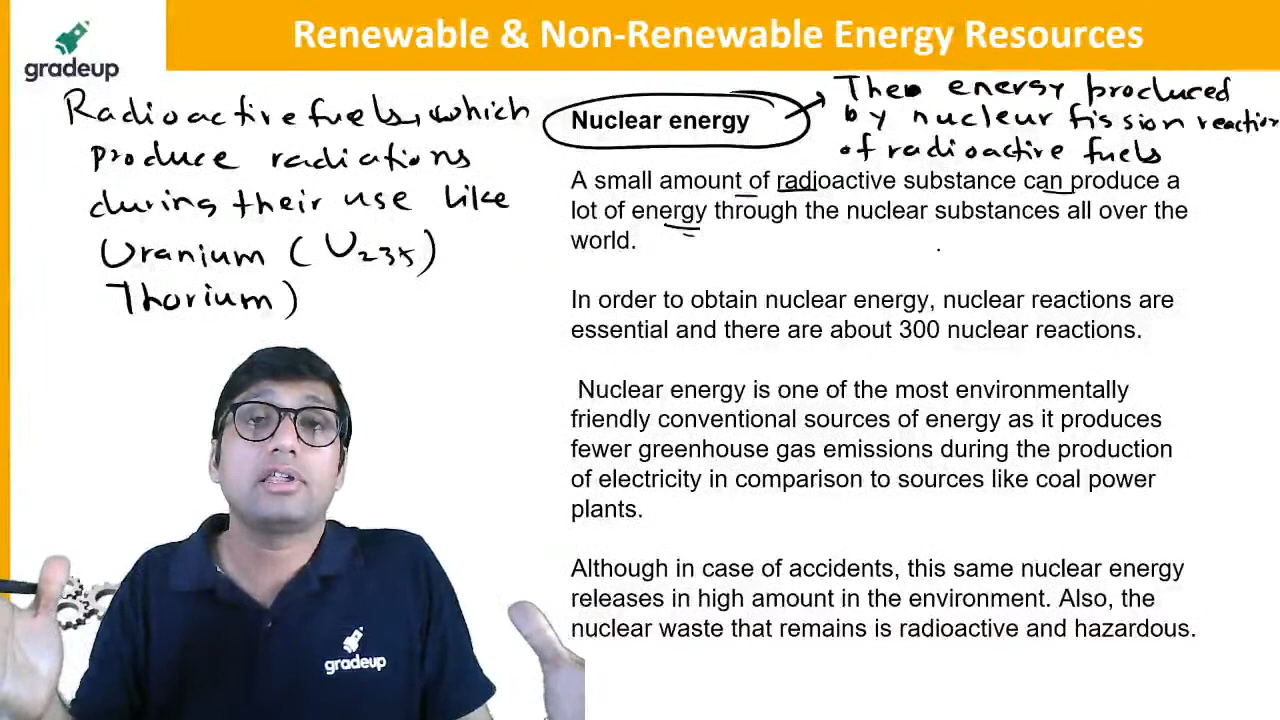 Renewable & Non-Renewable Energy Resources
gradeup
Radioactive fuels, which
produce radiations
during their use like
Uranium ( U235)
Thorium)
Nuclear energy
The energy produced
by nuclear fission reaction
of radioactive fuels
A small amount of radioactive substance can produce a
lot of energy through the nuclear substances all over the
world.
In order to obtain nuclear energy, nuclear reactions are
essential and there are about 300 nuclear reactions.
Nuclear energy is one of the most environmentally
friendly conventional sources of energy as it produces
fewer greenhouse gas emissions during the production
of electricity in comparison to sources like coal power
plants.
Although in case of accidents, this same nuclear energy
releases in high amount in the environment. Also, the
nuclear waste that remains is radioactive and hazardous.
gradeup